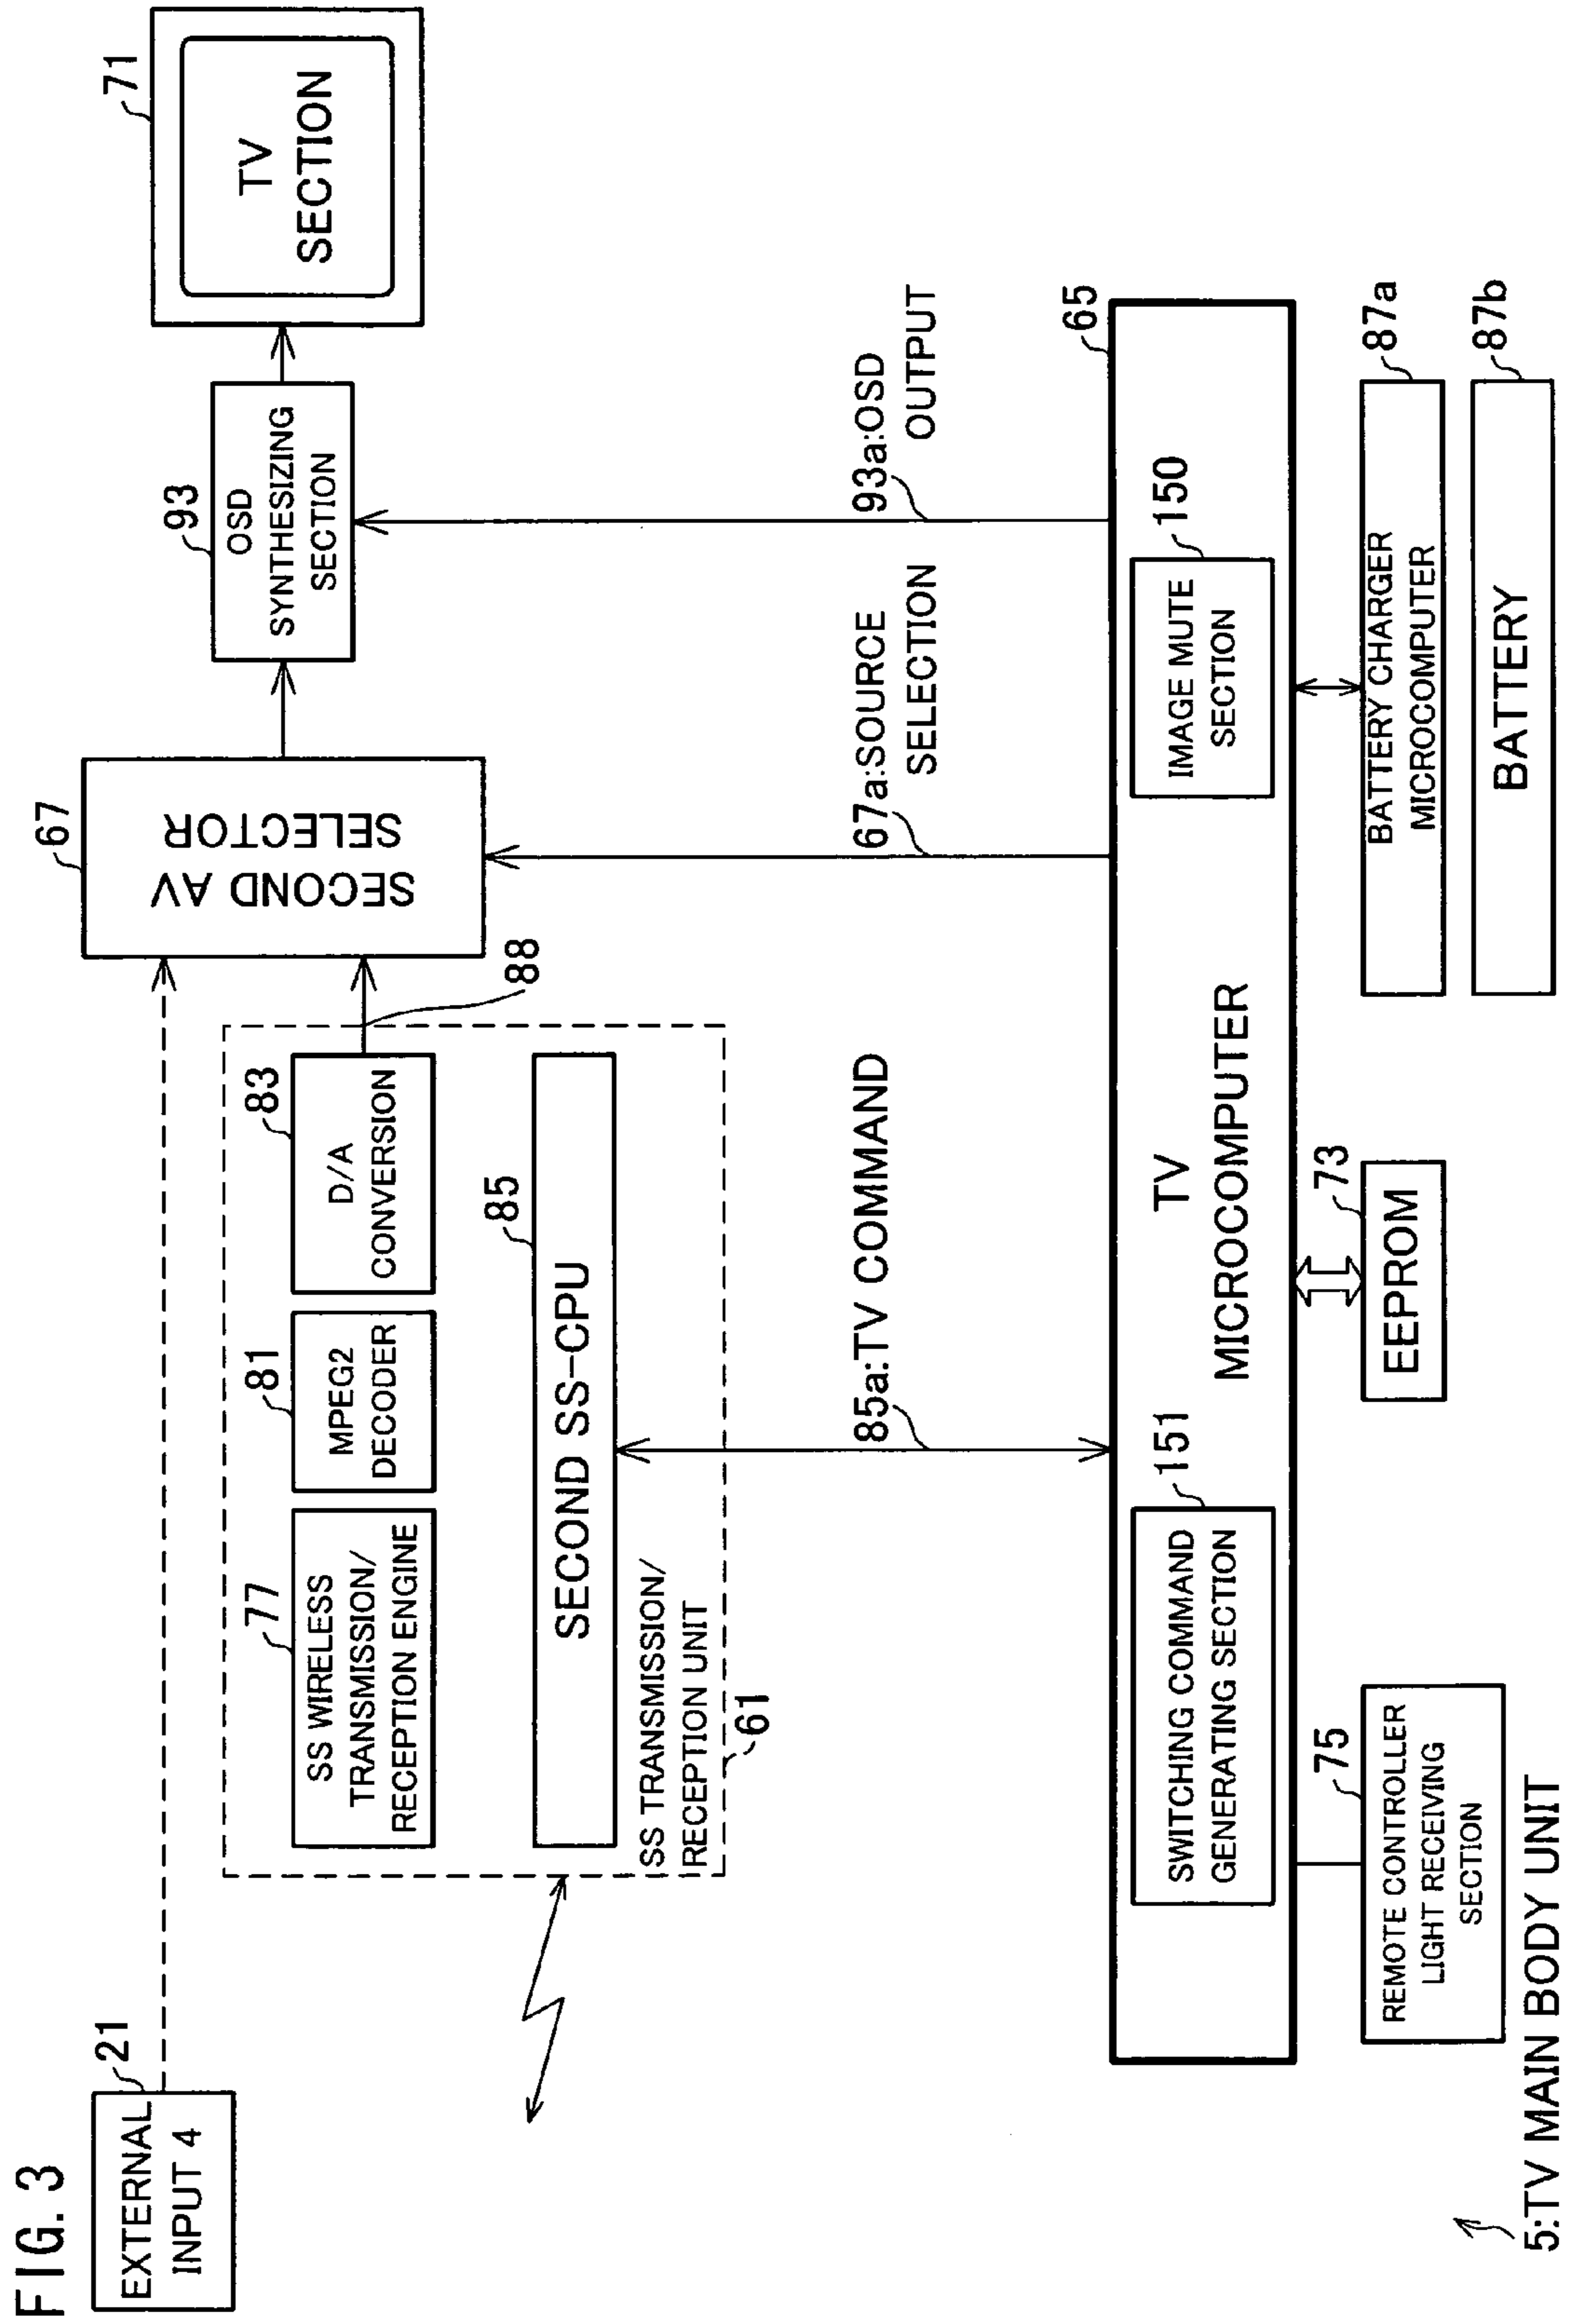 FIG. 3
EXTERNAL
INPUT 4
21
77
SS WIRELESS
TRANSMISSION/
RECEPTION ENGINE
81
MPEG2
DECODER
83
D/A
CONVERSION
88
85
SECOND SS-CPU
SS TRANSMISSION/
RECEPTION UNIT
61
67
SECOND AV
SELECTOR
93
OSD
SYNTHESIZING
SECTION
71
TV
SECTION
85a:TV COMMAND
67a:SOURCE
SELECTION
93a:OSD
OUTPUT
65
151
SWITCHING COMMAND
GENERATING SECTION
TV
MICROCOMPUTER
150
IMAGE MUTE
SECTION
75
REMOTE CONTROLLER
LIGHT RECEIVING
SECTION
73
EEPROM
87a
BATTERY CHARGER
MICROCOMPUTER
87b
BATTERY
5:TV MAIN BODY UNIT